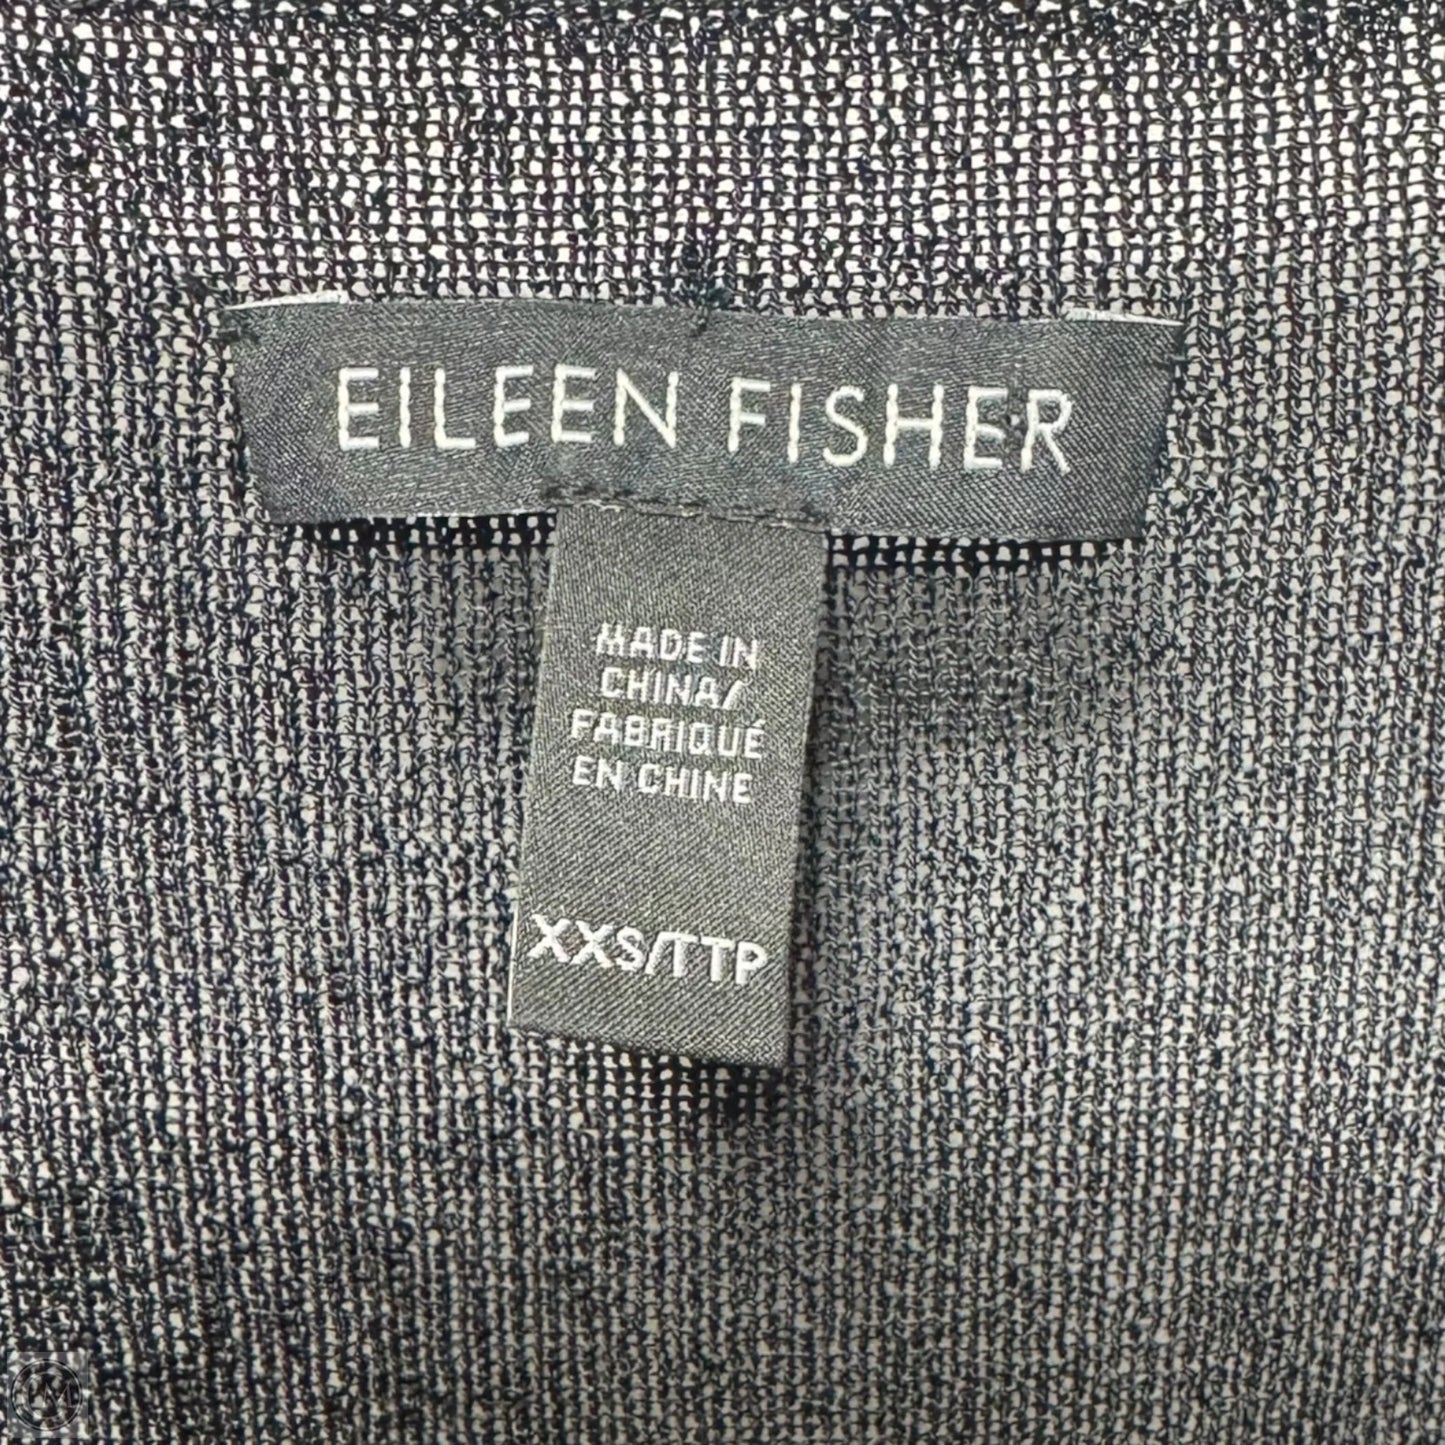 EILEEN FISHER
MADE IN
CHINA/
FABRIQUÉ
EN CHINE
XXS/TTP